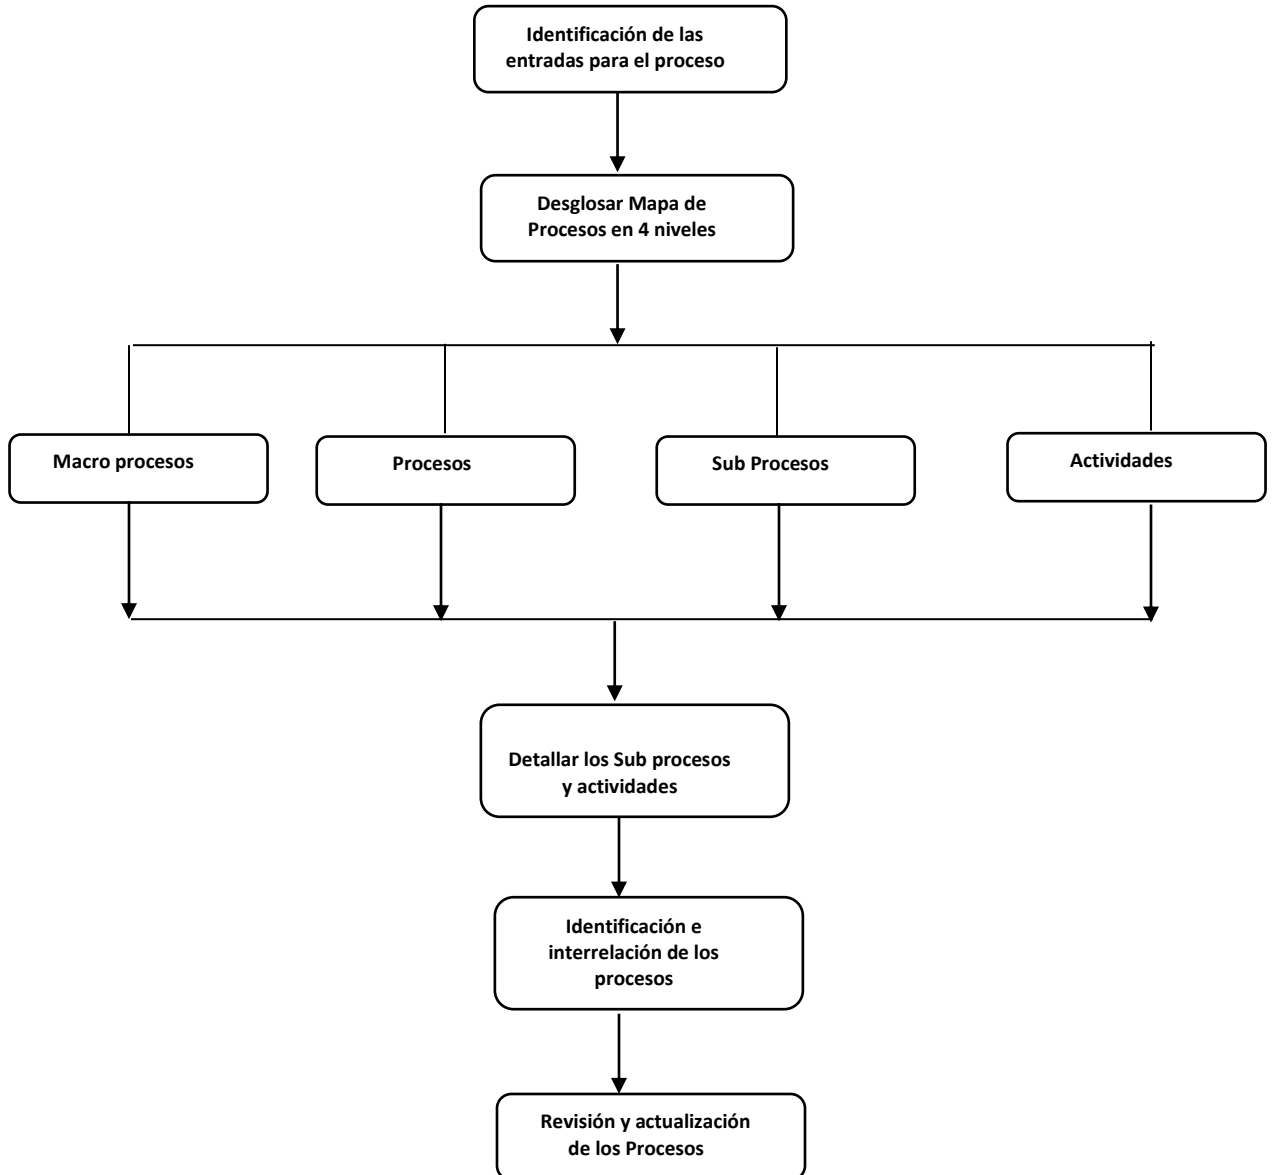 Identificación de las
entradas para el proceso
Desglosar Mapa de
Procesos en 4 niveles
Macro procesos
Procesos
Sub Procesos
Actividades
Detallar los Sub procesos
y actividades
Identificación e
interrelación de los
procesos
Revisión y actualización
de los Procesos